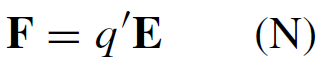 F = q′E (N)